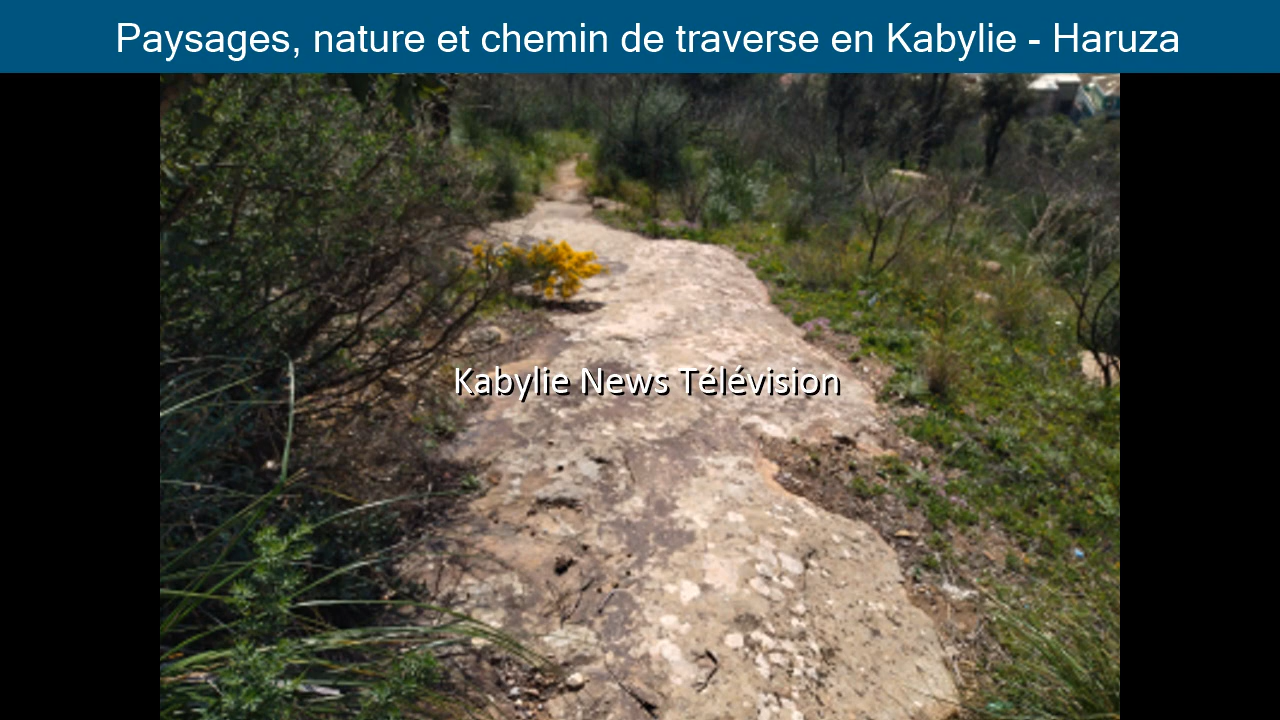 Paysages, nature et chemin de traverse en Kabylie - Haruza
Kabylie News Télévision